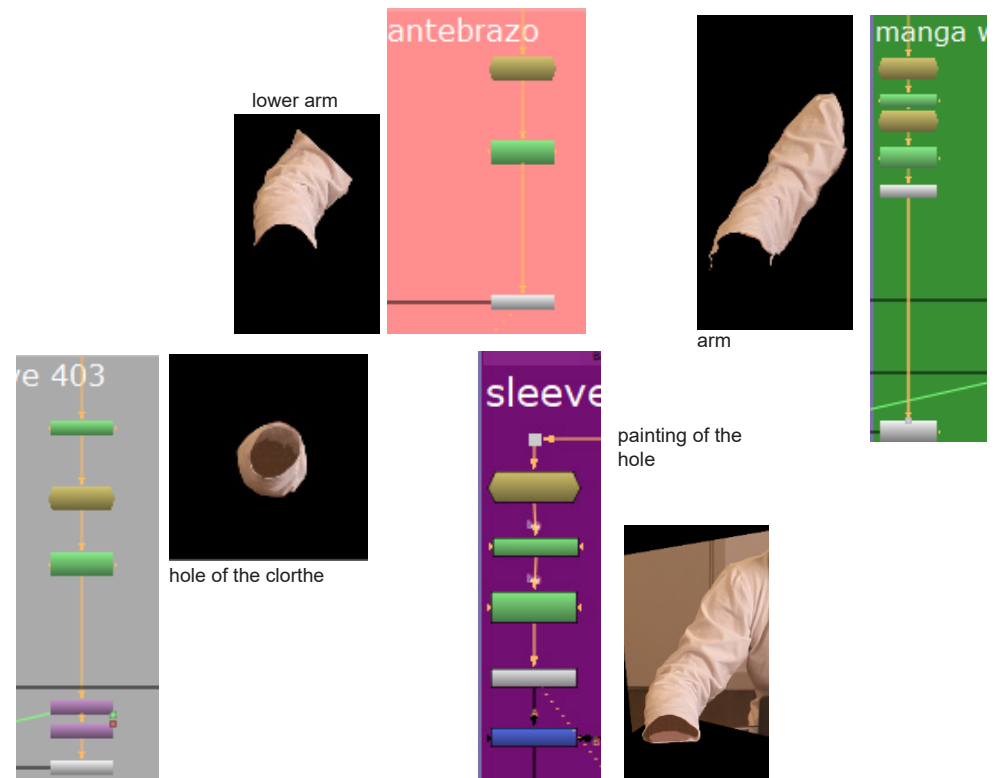 antebrazo
manga
lower arm
arm
ve 403
sleeve
painting of the
hole
hole of the clorthe